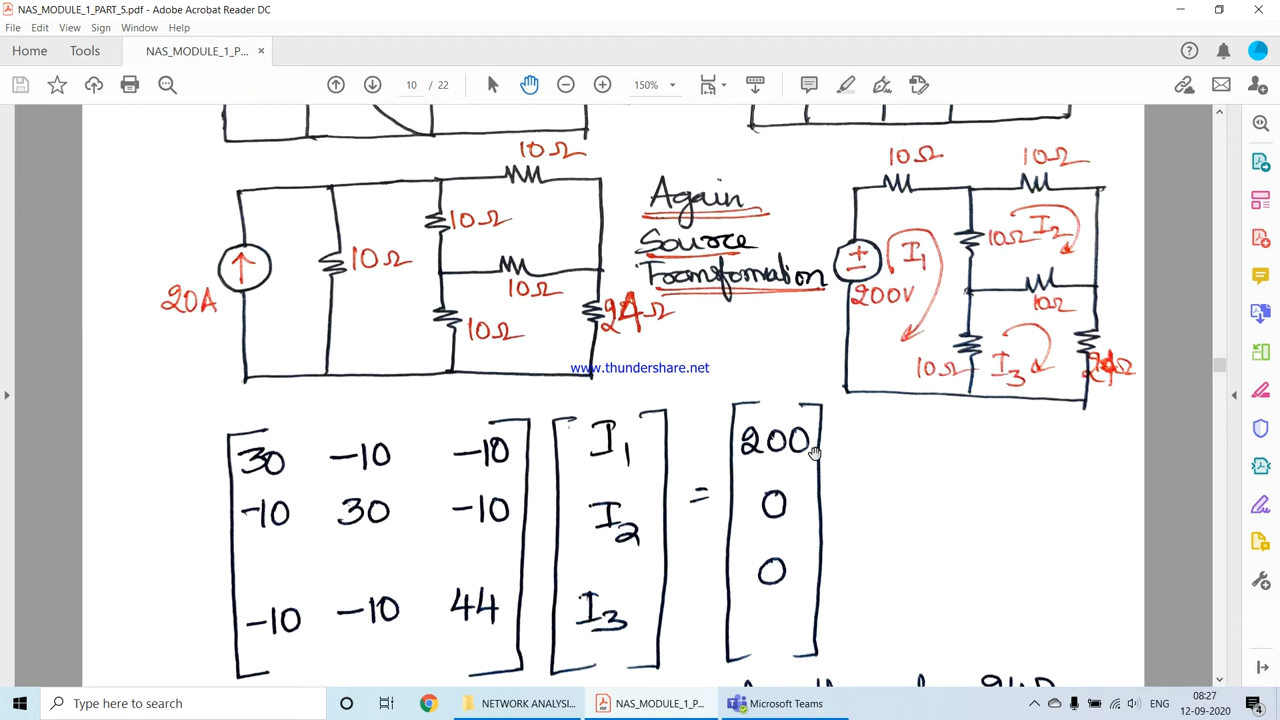 NAS_MODULE_1_PART_5.pdf - Adobe Acrobat Reader DC
File Edit View Sign Window Help
Home Tools NAS_MODULE_1_P... ×
10 / 22 150%
10Ω
10Ω
10Ω
10Ω
10Ω
20A
24Ω
Again
Source
Transformation
10Ω 10Ω
10Ω I2
I1
200V
10Ω
10Ω I3
24Ω
www.thundershare.net
30 -10 -10 I1 200
-10 30 -10 I2 = 0
-10 -10 44 I3 0
Type here to search
NETWORK ANALYSI... NAS_MODULE_1_P... Microsoft Teams
ENG 08:27
12-09-2020
4